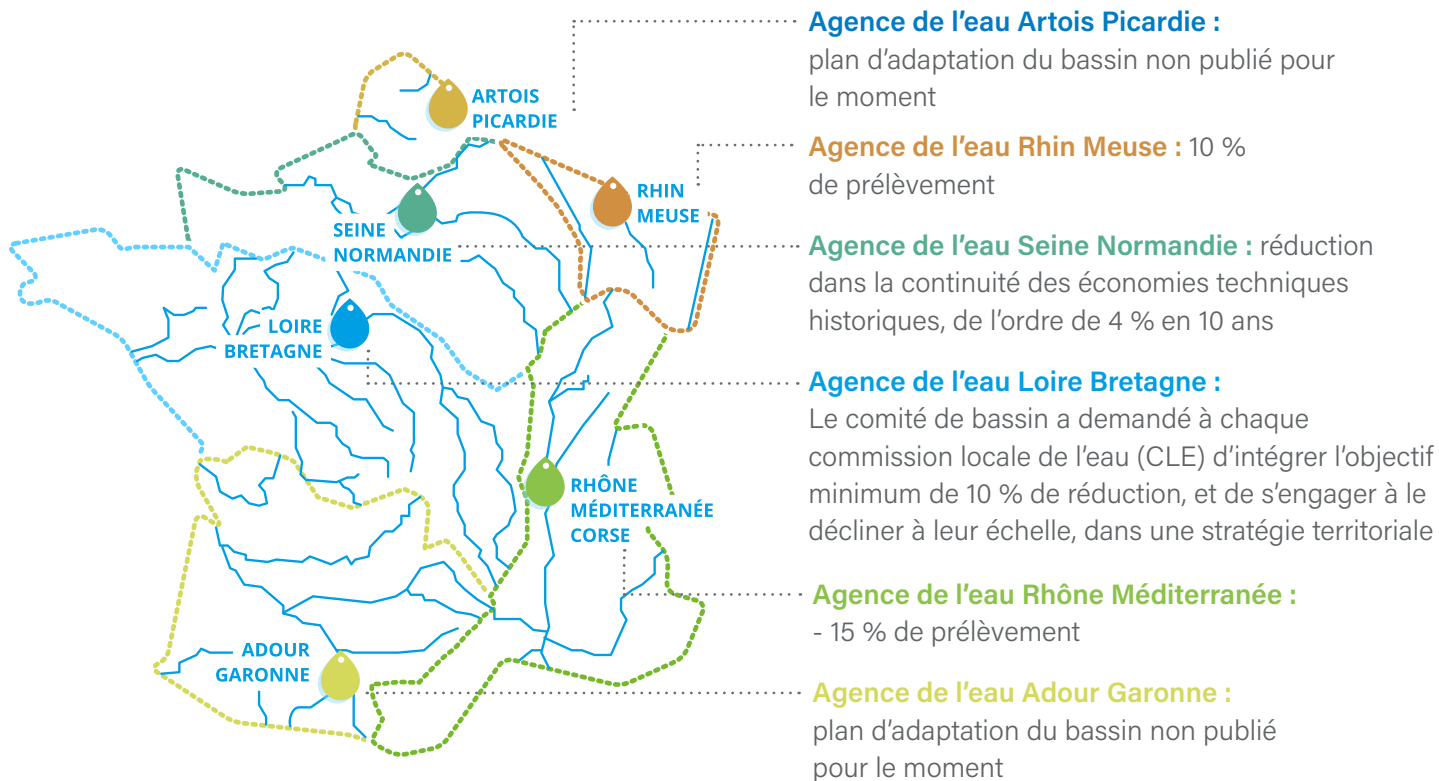 Agence de l’eau Artois Picardie :
plan d’adaptation du bassin non publié pour
le moment
Agence de l’eau Rhin Meuse : 10 %
de prélèvement
Agence de l’eau Seine Normandie : réduction
dans la continuité des économies techniques
historiques, de l’ordre de 4 % en 10 ans
Agence de l’eau Loire Bretagne :
Le comité de bassin a demandé à chaque
commission locale de l’eau (CLE) d’intégrer l’objectif
minimum de 10 % de réduction, et de s’engager à le
décliner à leur échelle, dans une stratégie territoriale
Agence de l’eau Rhône Méditerranée :
- 15 % de prélèvement
Agence de l’eau Adour Garonne :
plan d’adaptation du bassin non publié
pour le moment
ARTOIS
PICARDIE
RHIN
MEUSE
SEINE
NORMANDIE
LOIRE
BRETAGNE
RHÔNE
MÉDITERRANÉE
CORSE
ADOUR
GARONNE